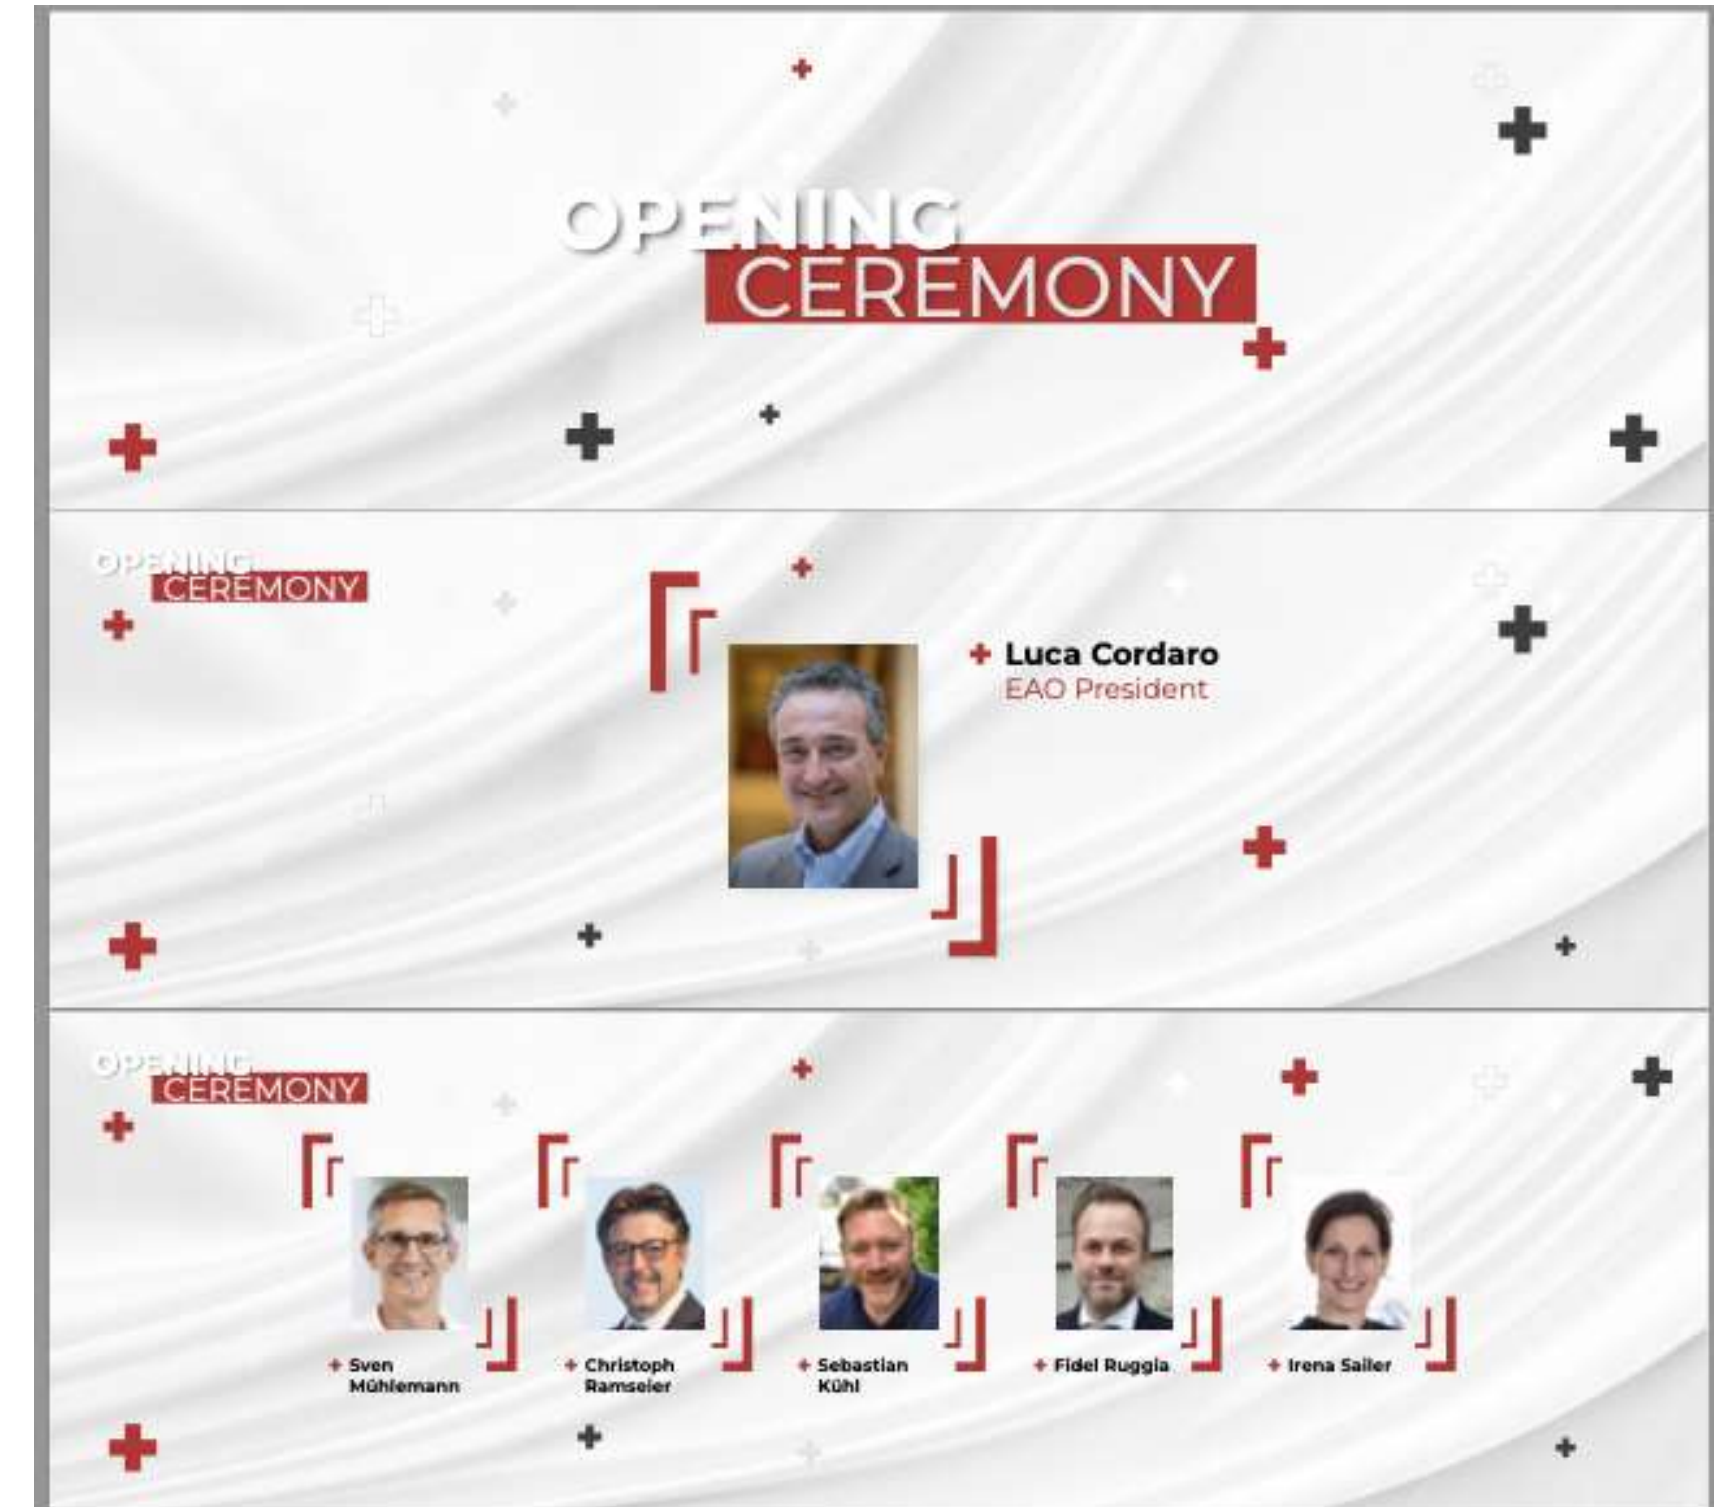 OPENING
CEREMONY
OPENING
CEREMONY
Luca Cordaro
EAO President
OPENING
CEREMONY
Sven
Mühlemann
Christoph
Ramseier
Sebastian
Kühl
Fidel Ruggia
Irena Sailer